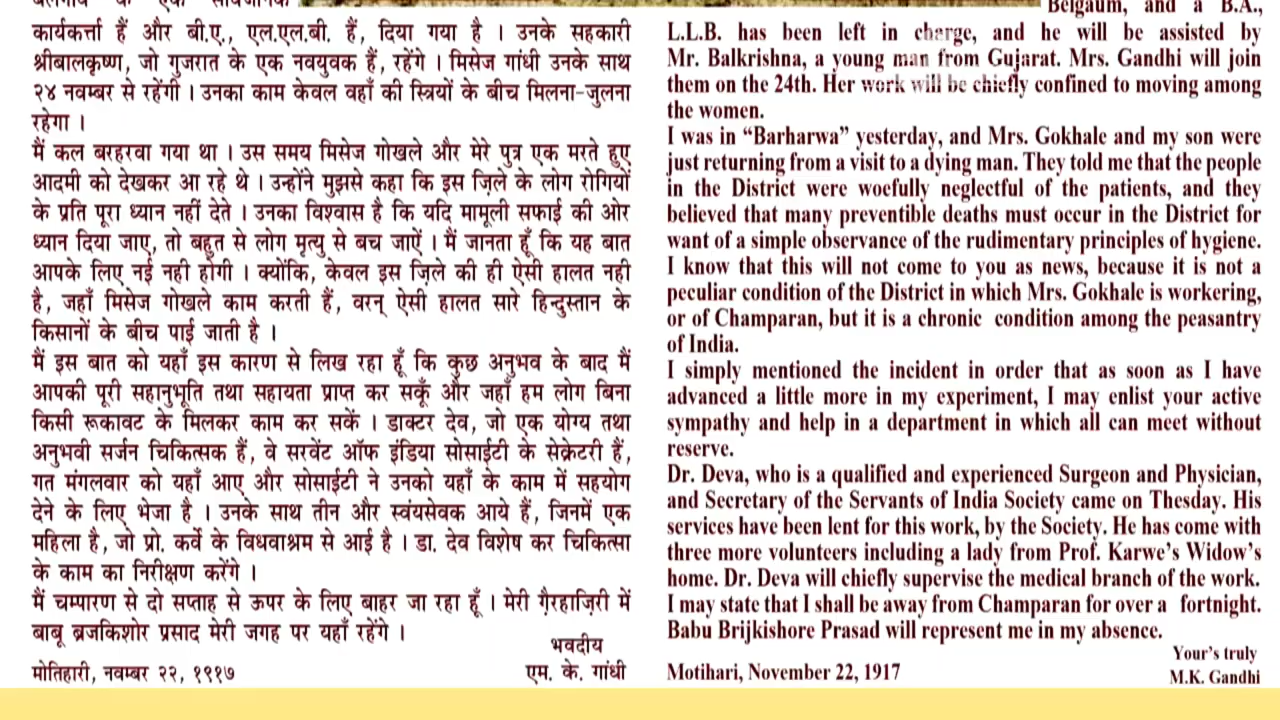 बेलगाँव के एक सार्वजनिक
कार्यकर्त्ता हैं और बी.ए., एल.एल.बी. हैं, दिया गया है । उनके सहकारी
श्रीबालकृष्ण, जो गुजरात के एक नवयुवक हैं, रहेंगे । मिसेज गांधी उनके साथ
२४ नवम्बर से रहेंगी । उनका काम केवल वहाँ की स्त्रियों के बीच मिलना-जुलना
रहेगा ।
मैं कल बरहरवा गया था । उस समय मिसेज गोखले और मेरे पुत्र एक मरते हुए
आदमी को देखकर आ रहे थे । उन्होंने मुझसे कहा कि इस ज़िले के लोग रोगियों
के प्रति पूरा ध्यान नहीं देते । उनका विश्वास है कि यदि मामूली सफाई की ओर
ध्यान दिया जाए, तो बहुत से लोग मृत्यु से बच जाऐं । मैं जानता हूँ कि यह बात
आपके लिए नई नही होगी । क्योंकि, केवल इस ज़िले की ही ऐसी हालत नही
है, जहाँ मिसेज गोखले काम करती हैं, वरन् ऐसी हालत सारे हिन्दुस्तान के
किसानों के बीच पाई जाती है ।
मैं इस बात को यहाँ इस कारण से लिख रहा हूँ कि कुछ अनुभव के बाद मैं
आपकी पूरी सहानुभूति तथा सहायता प्राप्त कर सकूँ और जहाँ हम लोग बिना
किसी रूकावट के मिलकर काम कर सकें । डाक्टर देव, जो एक योग्य तथा
अनुभवी सर्जन चिकित्सक हैं, वे सरवेंट ऑफ इंडिया सोसाईटी के सेक्रेटरी हैं,
गत मंगलवार को यहाँ आए और सोसाईटी ने उनको यहाँ के काम में सहयोग
देने के लिए भेजा है । उनके साथ तीन और स्वंयसेवक आये हैं, जिनमें एक
महिला है, जो प्रो. कर्वे के विधवाश्रम से आई है । डा. देव विशेष कर चिकित्सा
के काम का निरीक्षण करेंगे ।
मैं चम्पारण से दो सप्ताह से ऊपर के लिए बाहर जा रहा हूँ । मेरी ग़ैरहाज़िरी में
बाबू ब्रजकिशोर प्रसाद मेरी जगह पर यहाँ रहेंगे ।
भवदीय
मोतिहारी, नवम्बर २२, १९१७
एम. के. गांधी
Belgaum, and a B.A.,
L.L.B. has been left in charge, and he will be assisted by
Mr. Balkrishna, a young man from Gujarat. Mrs. Gandhi will join
them on the 24th. Her work will be chiefly confined to moving among
the women.
I was in “Barharwa” yesterday, and Mrs. Gokhale and my son were
just returning from a visit to a dying man. They told me that the people
in the District were woefully neglectful of the patients, and they
believed that many preventible deaths must occur in the District for
want of a simple observance of the rudimentary principles of hygiene.
I know that this will not come to you as news, because it is not a
peculiar condition of the District in which Mrs. Gokhale is workering,
or of Champaran, but it is a chronic condition among the peasantry
of India.
I simply mentioned the incident in order that as soon as I have
advanced a little more in my experiment, I may enlist your active
sympathy and help in a department in which all can meet without
reserve.
Dr. Deva, who is a qualified and experienced Surgeon and Physician,
and Secretary of the Servants of India Society came on Thesday. His
services have been lent for this work, by the Society. He has come with
three more volunteers including a lady from Prof. Karwe’s Widow’s
home. Dr. Deva will chiefly supervise the medical branch of the work.
I may state that I shall be away from Champaran for over a fortnight.
Babu Brijkishore Prasad will represent me in my absence.
Your’s truly
Motihari, November 22, 1917
M.K. Gandhi